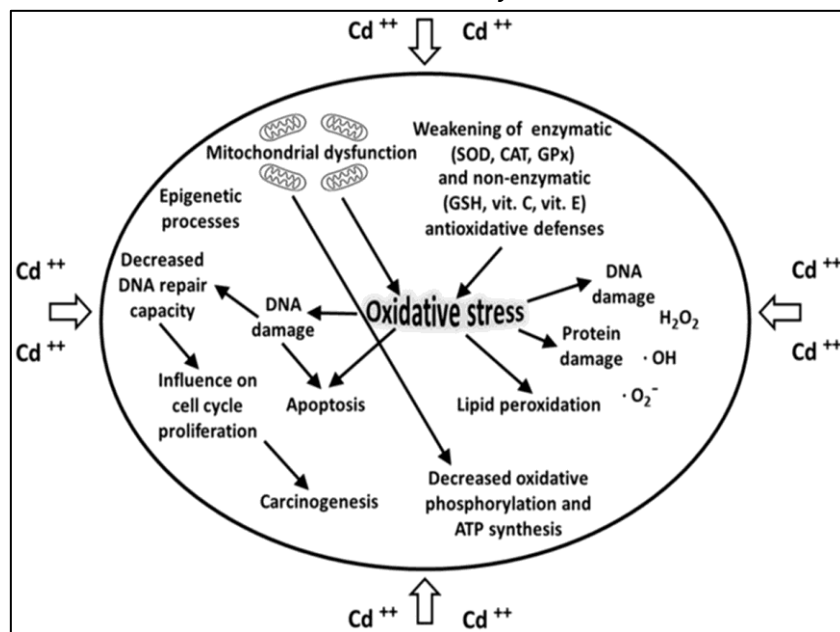 Cd ++ Cd ++
Mitochondrial dysfunction
Weakening of enzymatic
(SOD, CAT, GPx)
and non-enzymatic
(GSH, vit. C, vit. E)
antioxidative defenses
Epigenetic
processes
Cd ++
Cd ++
Decreased
DNA repair
capacity
DNA
damage
Oxidative stress
DNA
damage
H2O2
Protein
damage
· OH
· O2⁻
Cd ++
Cd ++
Influence on
cell cycle
proliferation
Apoptosis
Lipid peroxidation
Carcinogenesis
Decreased oxidative
phosphorylation and
ATP synthesis
Cd ++ Cd ++